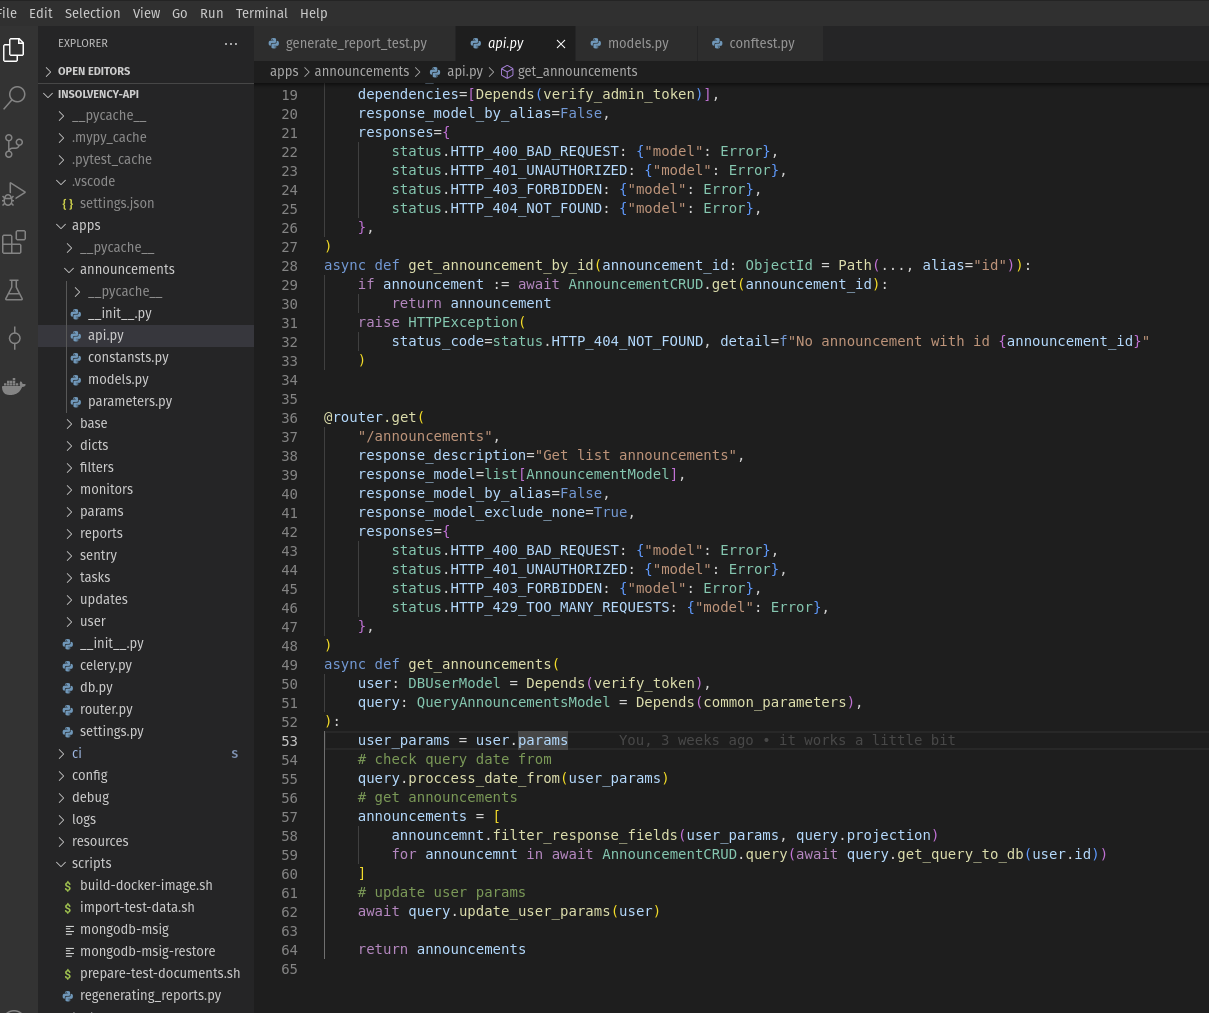 File Edit Selection View Go Run Terminal Help
EXPLORER ...
OPEN EDITORS
INSOLVENCY-API
__pycache__
.mypy_cache
.pytest_cache
.vscode
{} settings.json
apps
__pycache__
announcements
__pycache__
__init__.py
api.py
constansts.py
models.py
parameters.py
base
dicts
filters
monitors
params
reports
sentry
tasks
updates
user
__init__.py
celery.py
db.py
router.py
settings.py
ci S
config
debug
logs
resources
scripts
$ build-docker-image.sh
$ import-test-data.sh
mongodb-msig
mongodb-msig-restore
$ prepare-test-documents.sh
regenerating_reports.py
generate_report_test.py api.py × models.py conftest.py
apps > announcements > api.py > get_announcements
19 dependencies=[Depends(verify_admin_token)],
20 response_model_by_alias=False,
21 responses={
22 status.HTTP_400_BAD_REQUEST: {"model": Error},
23 status.HTTP_401_UNAUTHORIZED: {"model": Error},
24 status.HTTP_403_FORBIDDEN: {"model": Error},
25 status.HTTP_404_NOT_FOUND: {"model": Error},
26 },
27 )
28 async def get_announcement_by_id(announcement_id: ObjectId = Path(..., alias="id")):
29 if announcement := await AnnouncementCRUD.get(announcement_id):
30 return announcement
31 raise HTTPException(
32 status_code=status.HTTP_404_NOT_FOUND, detail=f"No announcement with id {announcement_id}"
33 )
34
35
36 @router.get(
37 "/announcements",
38 response_description="Get list announcements",
39 response_model=list[AnnouncementModel],
40 response_model_by_alias=False,
41 response_model_exclude_none=True,
42 responses={
43 status.HTTP_400_BAD_REQUEST: {"model": Error},
44 status.HTTP_401_UNAUTHORIZED: {"model": Error},
45 status.HTTP_403_FORBIDDEN: {"model": Error},
46 status.HTTP_429_TOO_MANY_REQUESTS: {"model": Error},
47 },
48 )
49 async def get_announcements(
50 user: DBUserModel = Depends(verify_token),
51 query: QueryAnnouncementsModel = Depends(common_parameters),
52 ):
53 user_params = user.params You, 3 weeks ago • it works a little bit
54 # check query date from
55 query.proccess_date_from(user_params)
56 # get announcements
57 announcements = [
58 announcemnt.filter_response_fields(user_params, query.projection)
59 for announcemnt in await AnnouncementCRUD.query(await query.get_query_to_db(user.id))
60 ]
61 # update user params
62 await query.update_user_params(user)
63
64 return announcements
65